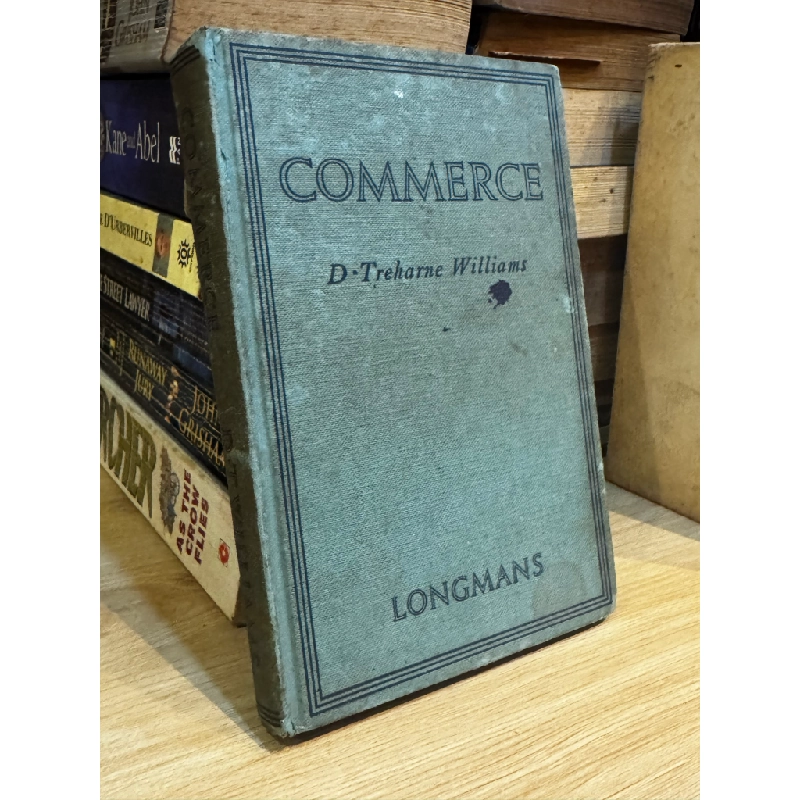 COMMERCE
D·Treharne Williams
LONGMANS
Kane and Abel
D'URBERVILLES
STREET LAWYER
RUNAWAY
JURY
JOHN
GRISHAM
RCHER
AS THE
CROW
FLIES